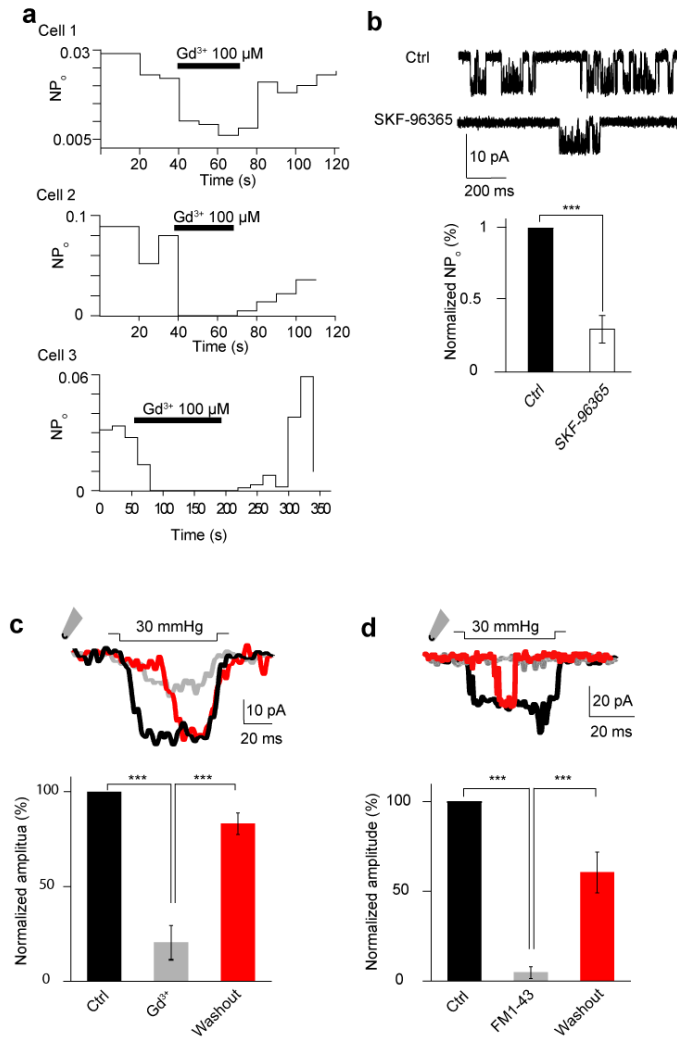 a
Cell 1
0.03
Gd³⁺ 100 µM
NPₒ
0.005
20 40 60 80 100 120
Time (s)
Cell 2
0.1
Gd³⁺ 100 µM
NPₒ
0
20 40 60 80 100 120
Time (s)
Cell 3
0.06
Gd³⁺ 100 µM
NPₒ
0
0 50 100 150 200 250 300 350
Time (s)
b
Ctrl
SKF-96365
10 pA
200 ms
***
Normalized NPₒ (%)
1
0.5
0
Ctrl
SKF-96365
c
30 mmHg
10 pA
20 ms
*** ***
Normalized amplitua (%)
100
50
0
Ctrl
Gd³⁺
Washout
d
30 mmHg
20 pA
20 ms
*** ***
Normalized amplitude (%)
100
50
0
Ctrl
FM1-43
Washout